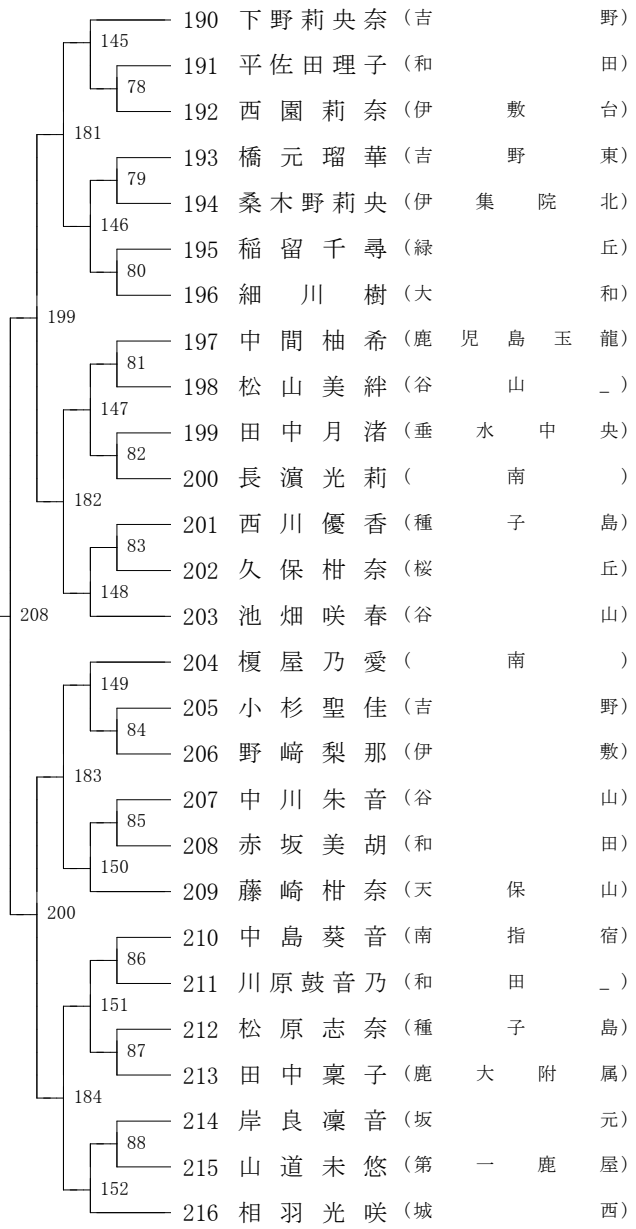 190 下野莉央奈 (吉野)
145
191 平佐田理子 (和田)
78
192 西園莉奈 (伊敷台)
181
193 橋元瑠華 (吉野東)
79
194 桑木野莉央 (伊集院北)
146
195 稲留千尋 (緑丘)
80
196 細川樹 (大和)
199
197 中間柚希 (鹿児島玉龍)
81
198 松山美絆 (谷山_)
147
199 田中月渚 (垂水中央)
82
200 長濵光莉 (南)
182
201 西川優香 (種子島)
83
202 久保柑奈 (桜丘)
148
203 池畑咲春 (谷山)
208
204 榎屋乃愛 (南)
149
205 小杉聖佳 (吉野)
84
206 野﨑梨那 (伊敷)
183
207 中川朱音 (谷山)
85
208 赤坂美胡 (和田)
150
209 藤崎柑奈 (天保山)
200
210 中島葵音 (南指宿)
86
211 川原鼓音乃 (和田_)
151
212 松原志奈 (種子島)
87
213 田中稟子 (鹿大附属)
184
214 岸良凜音 (坂元)
88
215 山道未悠 (第一鹿屋)
152
216 相羽光咲 (城西)